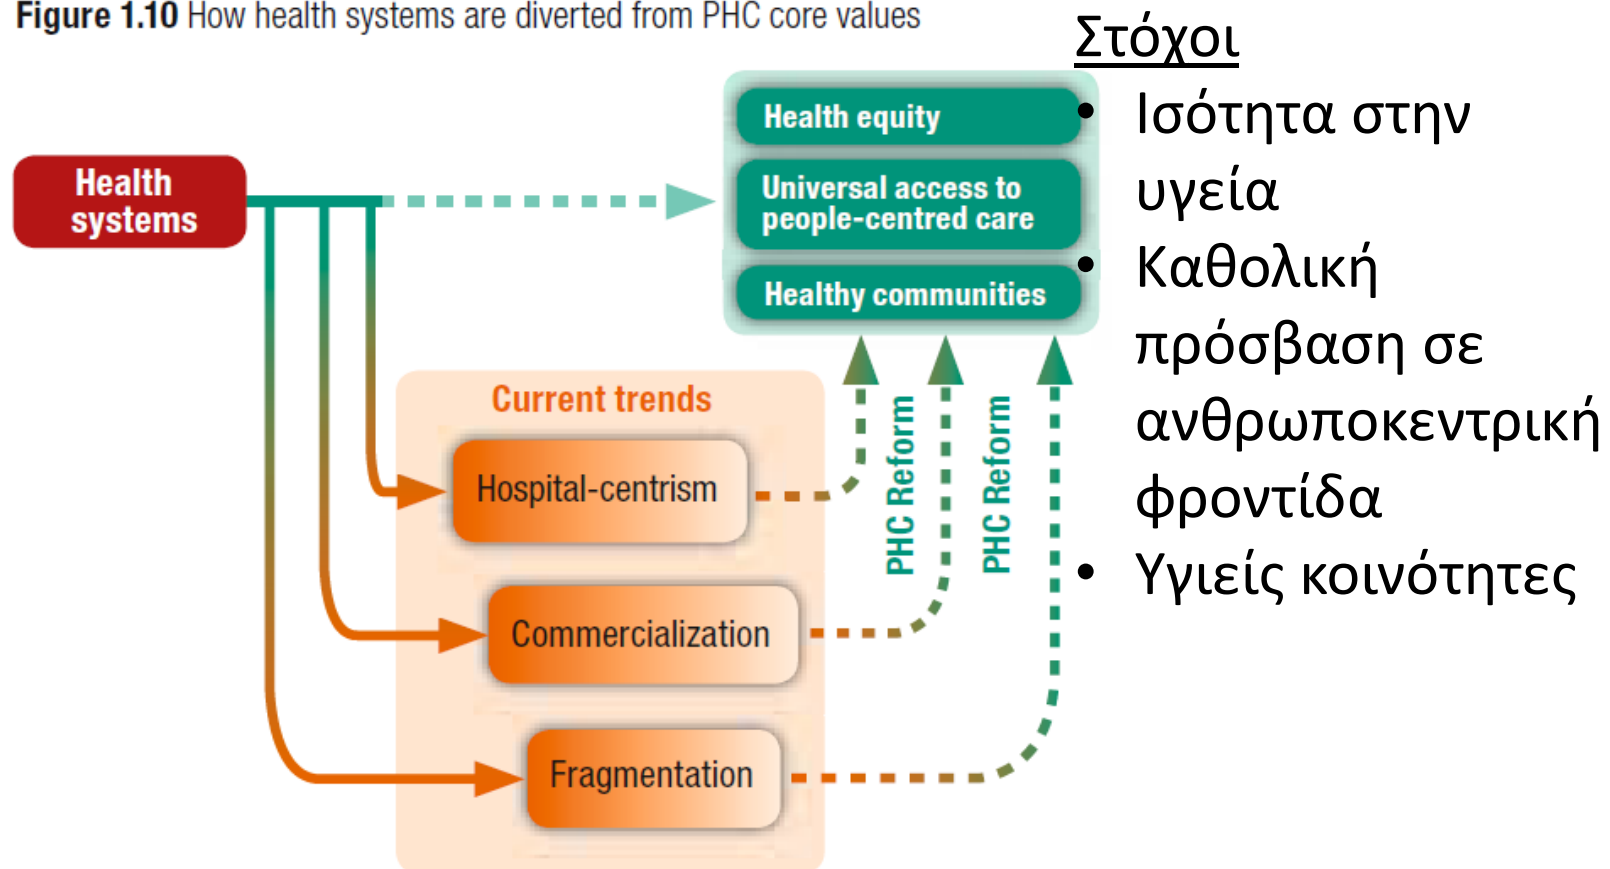 Figure 1.10 How health systems are diverted from PHC core values
Health
systems
Health equity
Universal access to
people-centred care
Healthy communities
Current trends
Hospital-centrism
Commercialization
Fragmentation
PHC Reform
PHC Reform
Στόχοι
• Ισότητα στην
υγεία
• Καθολική
πρόσβαση σε
ανθρωποκεντρική
φροντίδα
• Υγιείς κοινότητες